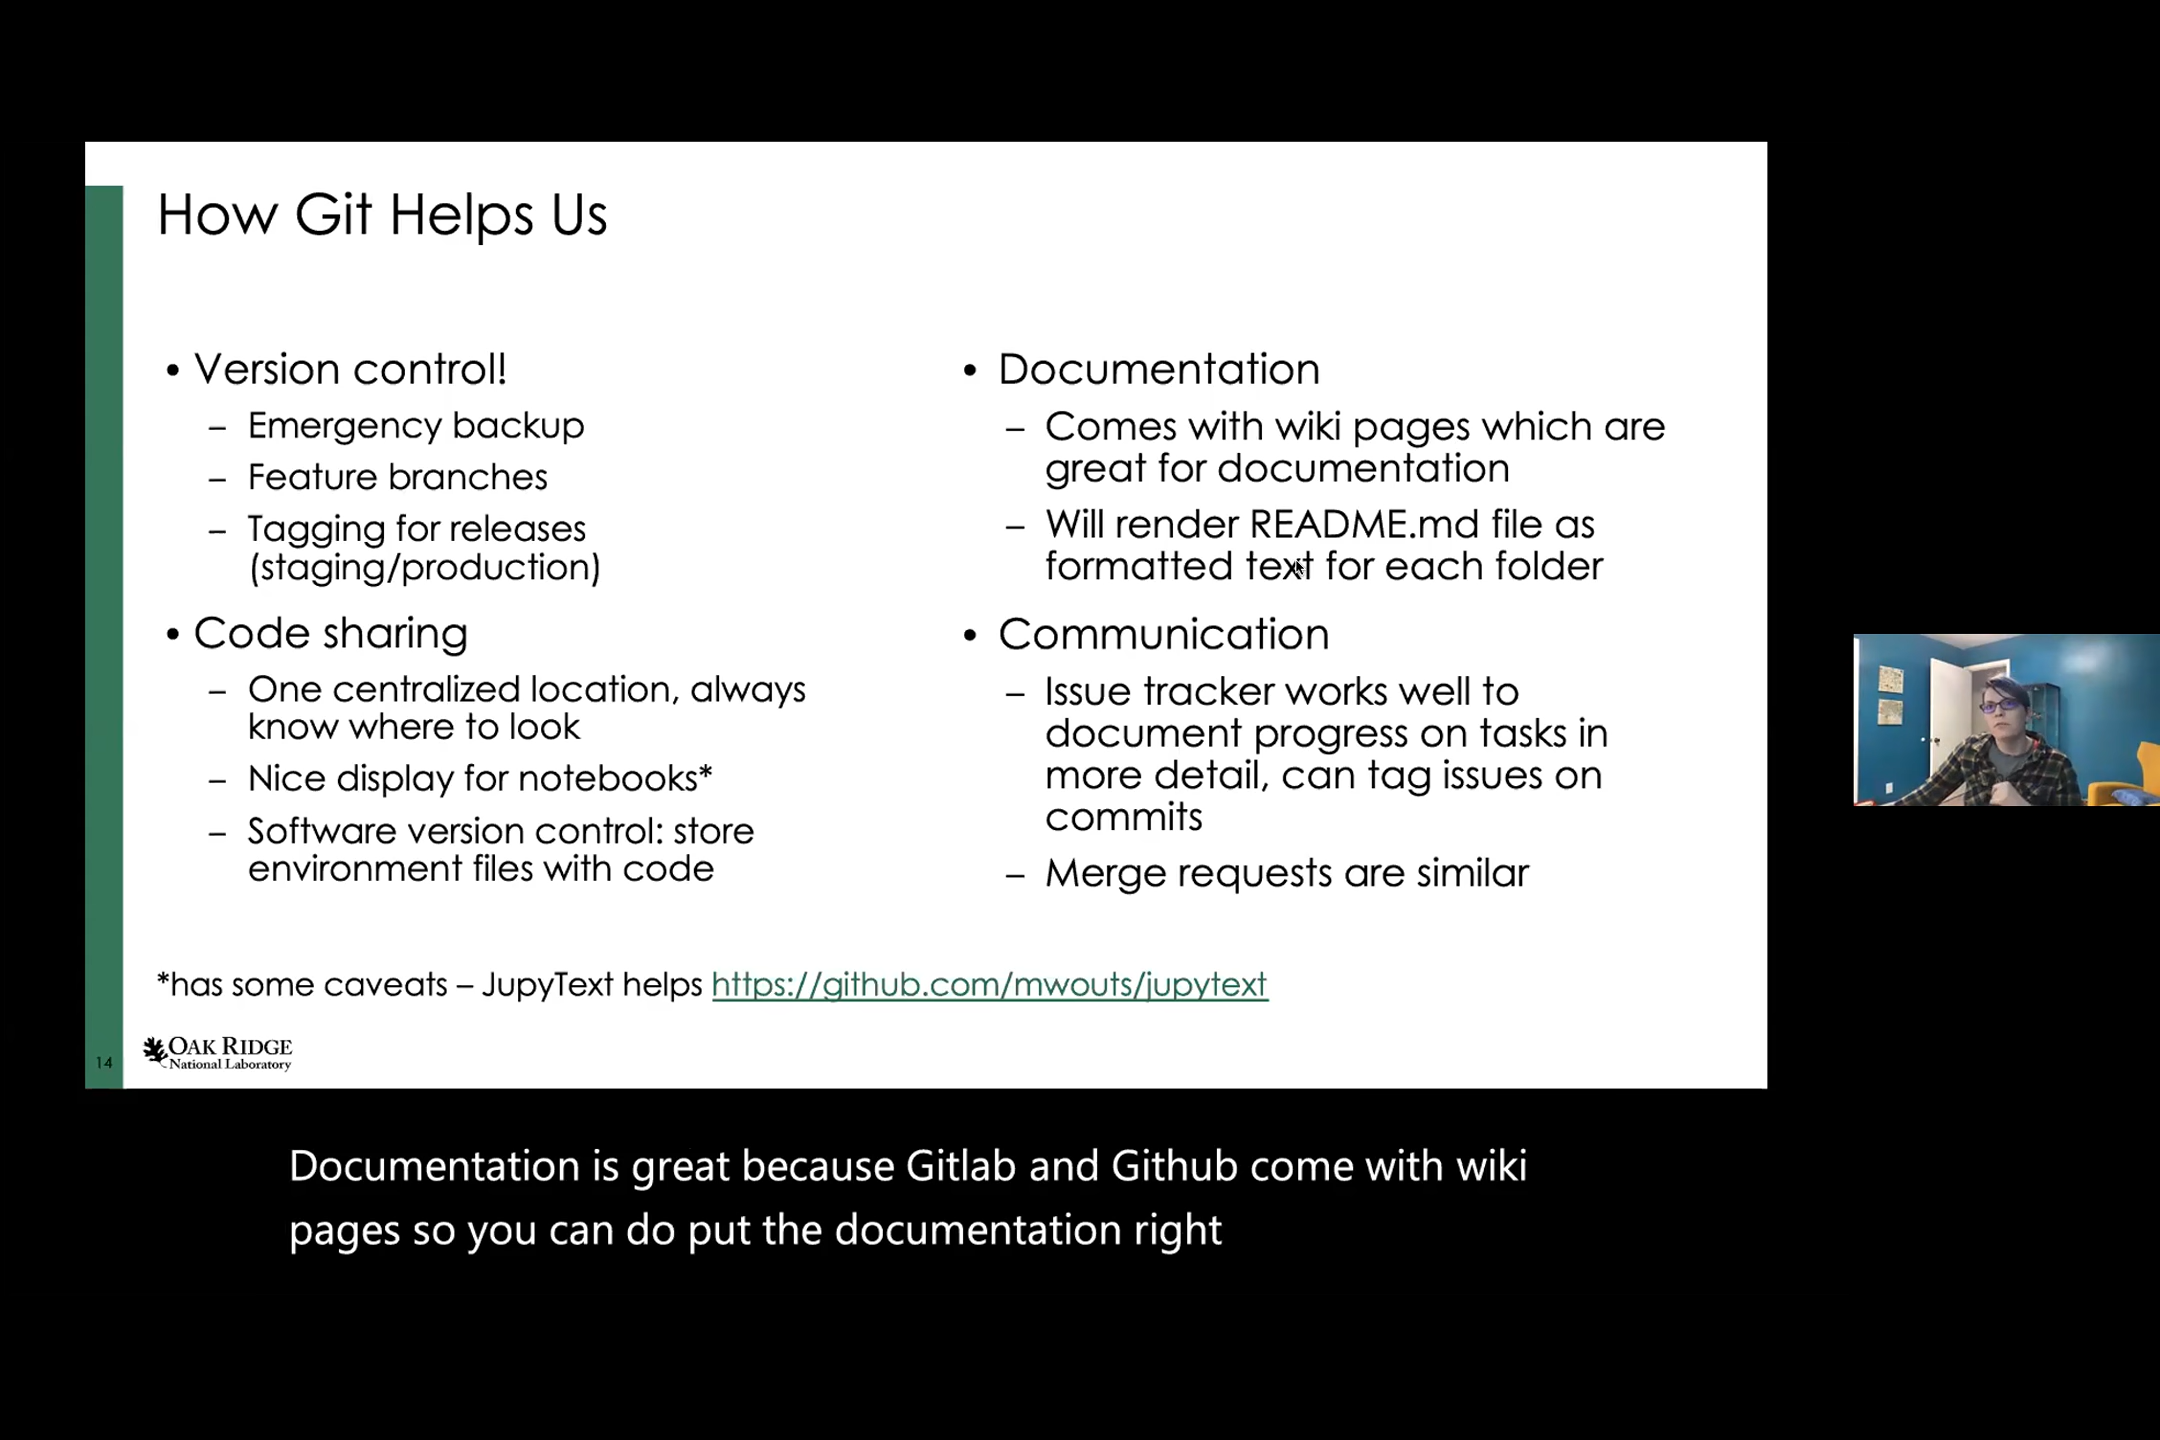 How Git Helps Us
• Version control!
– Emergency backup
– Feature branches
– Tagging for releases
(staging/production)
• Code sharing
– One centralized location, always
know where to look
– Nice display for notebooks*
– Software version control: store
environment files with code
• Documentation
– Comes with wiki pages which are
great for documentation
– Will render README.md file as
formatted text for each folder
• Communication
– Issue tracker works well to
document progress on tasks in
more detail, can tag issues on
commits
– Merge requests are similar
*has some caveats – JupyText helps https://github.com/mwouts/jupytext
14
OAK RIDGE
National Laboratory
Documentation is great because Gitlab and Github come with wiki
pages so you can do put the documentation right